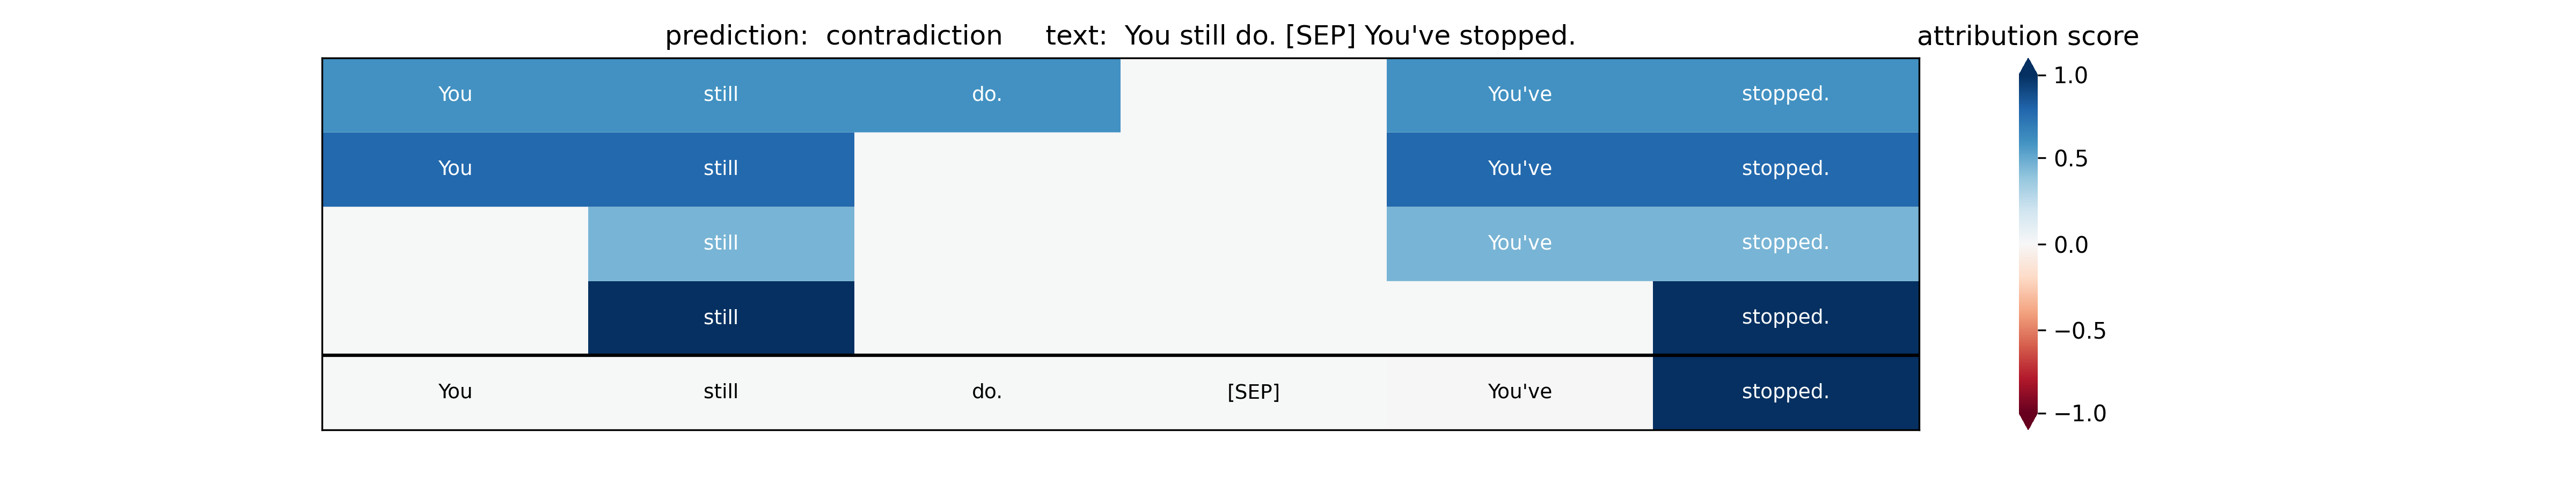 prediction: contradiction text: You still do. [SEP] You've stopped. attribution score
You still do. You've stopped. 1.0
You still You've stopped. 0.5
still You've stopped. 0.0
still stopped. −0.5
You still do. [SEP] You've stopped. −1.0